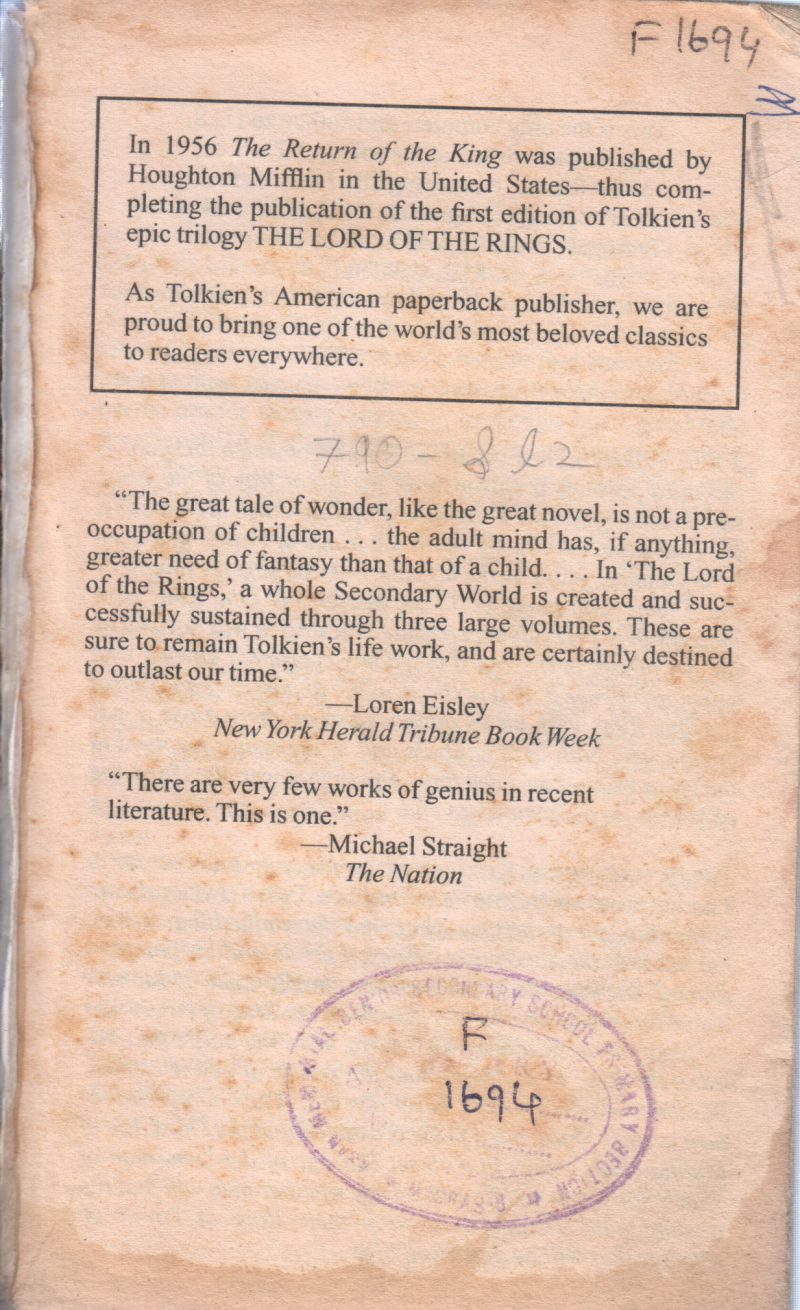 F 1694
In 1956 The Return of the King was published by
Houghton Mifflin in the United States—thus com-
pleting the publication of the first edition of Tolkien's
epic trilogy THE LORD OF THE RINGS.
As Tolkien's American paperback publisher, we are
proud to bring one of the world's most beloved classics
to readers everywhere.
790-
“The great tale of wonder, like the great novel, is not a pre-
occupation of children . . . the adult mind has, if anything,
greater need of fantasy than that of a child. . . . In ‘The Lord
of the Rings,’ a whole Secondary World is created and suc-
cessfully sustained through three large volumes. These are
sure to remain Tolkien’s life work, and are certainly destined
to outlast our time.”
—Loren Eisley
New York Herald Tribune Book Week
“There are very few works of genius in recent
literature. This is one.”
—Michael Straight
The Nation
SECONDARY SCHOOL PRIMARY SECTION
F
1694